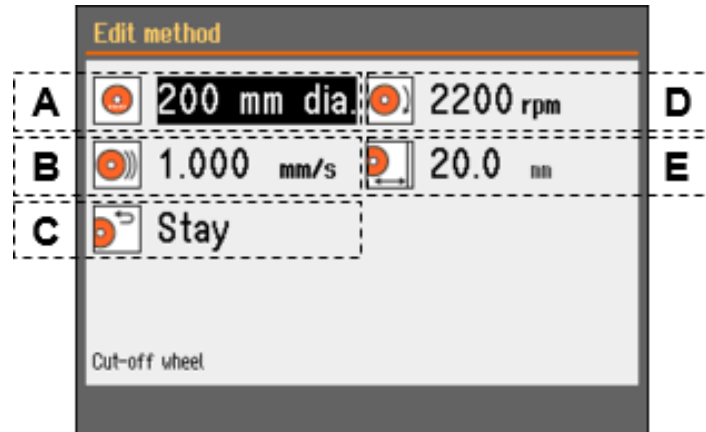 Edit method
A 200 mm dia. 2200 rpm D
B 1.000 mm/s 20.0 mm E
C Stay
Cut-off wheel